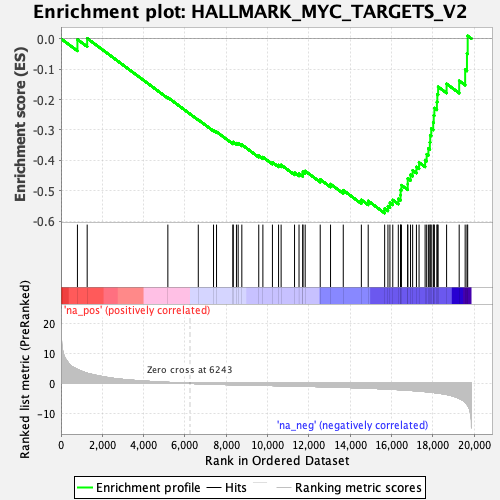 Enrichment plot: HALLMARK_MYC_TARGETS_V2
Enrichment score (ES)
0.0
-0.1
-0.2
-0.3
-0.4
-0.5
-0.6
'na_pos' (positively correlated)
Ranked list metric (PreRanked)
20
10
0
-10
Zero cross at 6243
'na_neg' (negatively correlated)
0
2,000
4,000
6,000
8,000
10,000
12,000
14,000
16,000
18,000
20,000
Rank in Ordered Dataset
Enrichment profile
Hits
Ranking metric scores